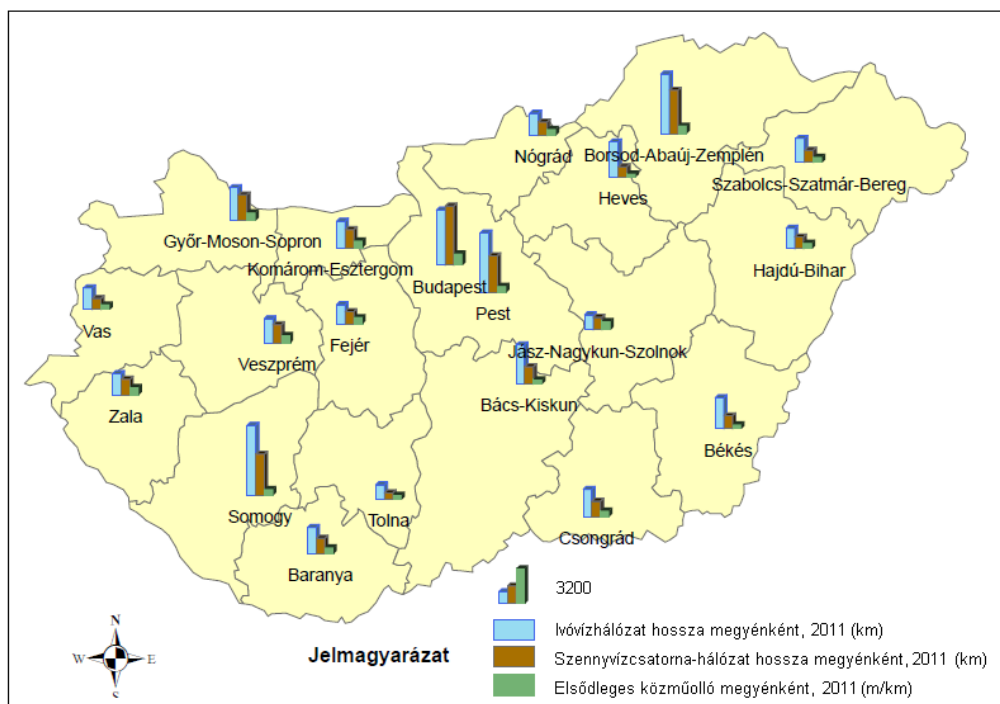 Nógrád
Borsod-Abaúj-Zemplén
Heves
Szabolcs-Szatmár-Bereg
Győr-Moson-Sopron
Komárom-Esztergom
Budapest
Hajdú-Bihar
Pest
Vas
Veszprém
Fejér
Jász-Nagykun-Szolnok
Zala
Bács-Kiskun
Békés
Somogy
Tolna
Csongrád
Baranya
3200
Ivóvízhálózat hossza megyénként, 2011 (km)
N
W E
S
Jelmagyarázat
Szennyvízcsatorna-hálózat hossza megyénként, 2011 (km)
Elsődleges közműolló megyénként, 2011 (m/km)